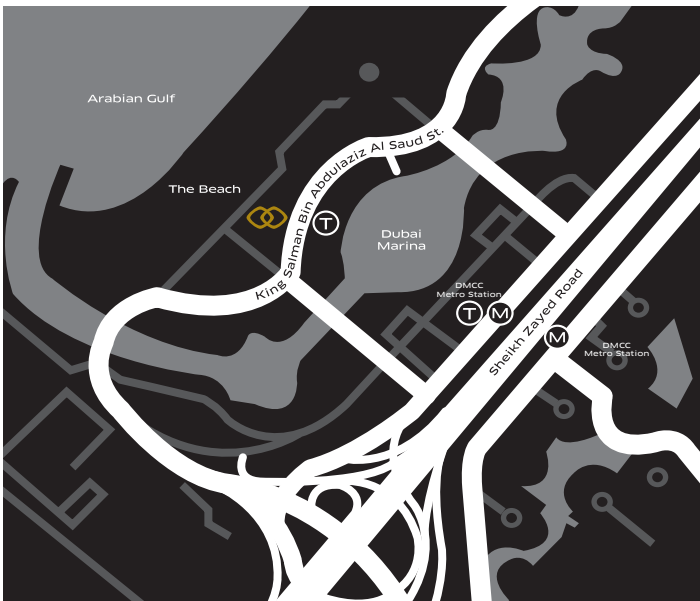 Arabian Gulf
King Salman Bin Abdulaziz Al Saud St.
The Beach
T
Dubai
Marina
DMCC
Metro Station
T M
Sheikh Zayed Road
M
DMCC
Metro Station